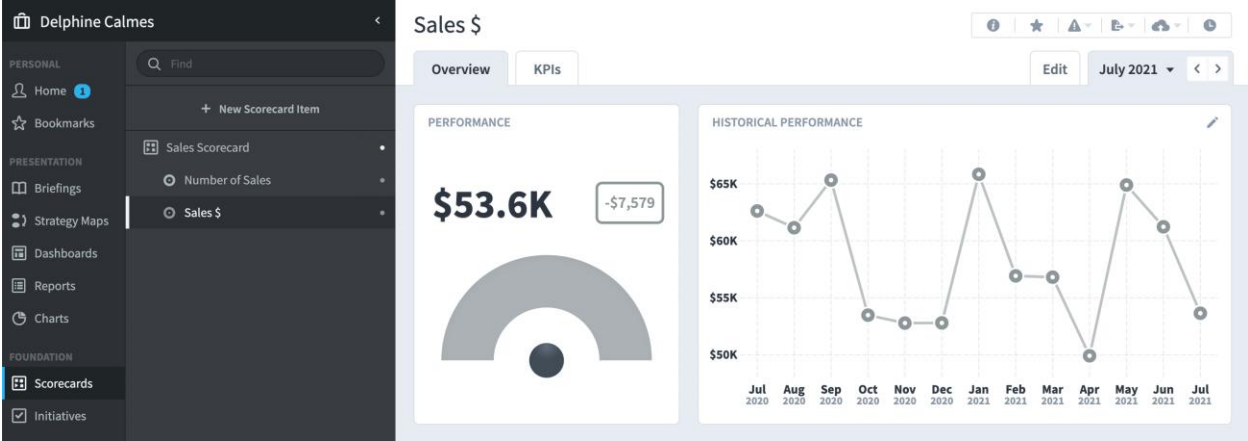 Delphine Calmes
PERSONAL
Home 1
Bookmarks
PRESENTATION
Briefings
Strategy Maps
Dashboards
Reports
Charts
FOUNDATION
Scorecards
Initiatives
Find
+ New Scorecard Item
Sales Scorecard
Number of Sales
Sales $
Sales $
Overview KPIs Edit July 2021
PERFORMANCE
$53.6K -$7,579
HISTORICAL PERFORMANCE
$65K
$60K
$55K
$50K
Jul Aug Sep Oct Nov Dec Jan Feb Mar Apr May Jun Jul
2020 2020 2020 2020 2020 2020 2021 2021 2021 2021 2021 2021 2021